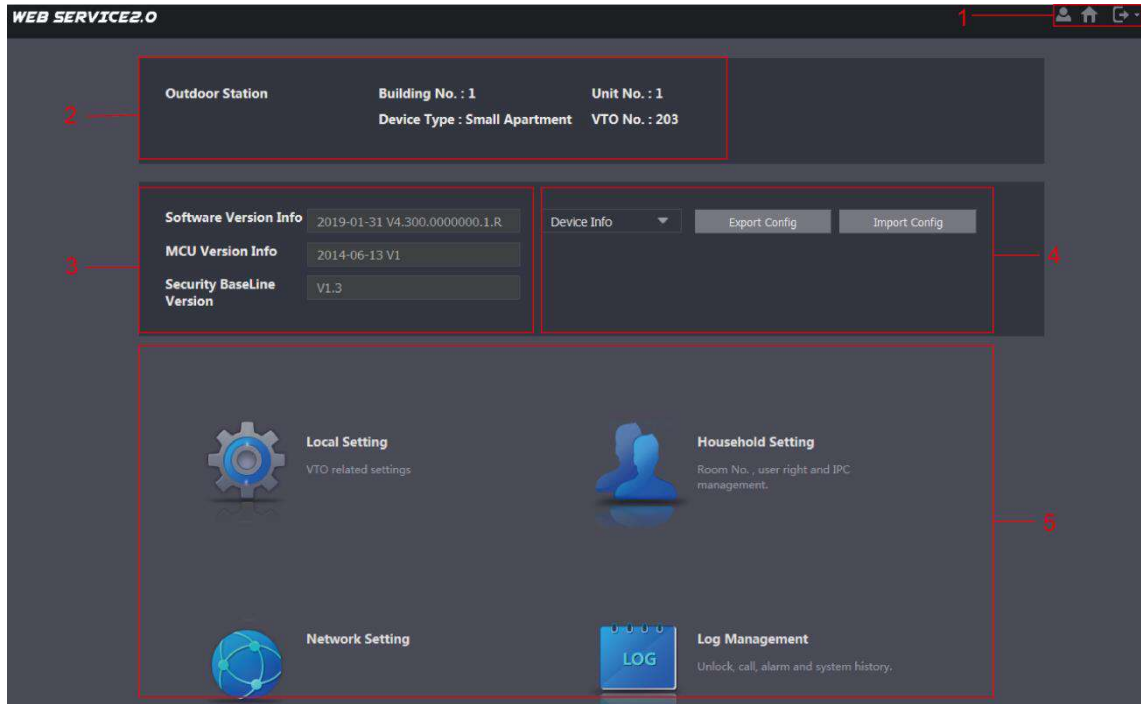 WEB SERVICE2.0
1
Outdoor Station
Building No. : 1
Unit No. : 1
2
Device Type : Small Apartment
VTO No. : 203
Software Version Info
2019-01-31 V4.300.0000000.1.R
Device Info
Export Config
Import Config
MCU Version Info
2014-06-13 V1
3
4
Security BaseLine
Version
V1.3
Local Setting
VTO related settings
Household Setting
Room No. , user right and IPC
management.
5
Network Setting
LOG
Log Management
Unlock, call, alarm and system history.